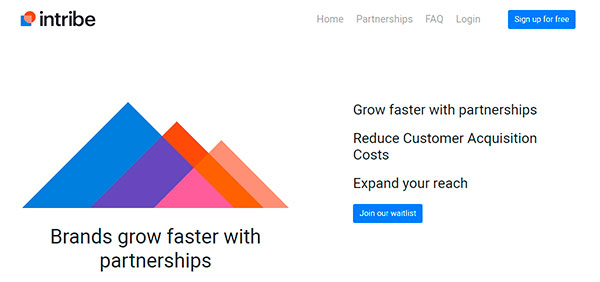 intribe
Home Partnerships FAQ Login Sign up for free
Brands grow faster with
partnerships
Grow faster with partnerships
Reduce Customer Acquisition
Costs
Expand your reach
Join our waitlist